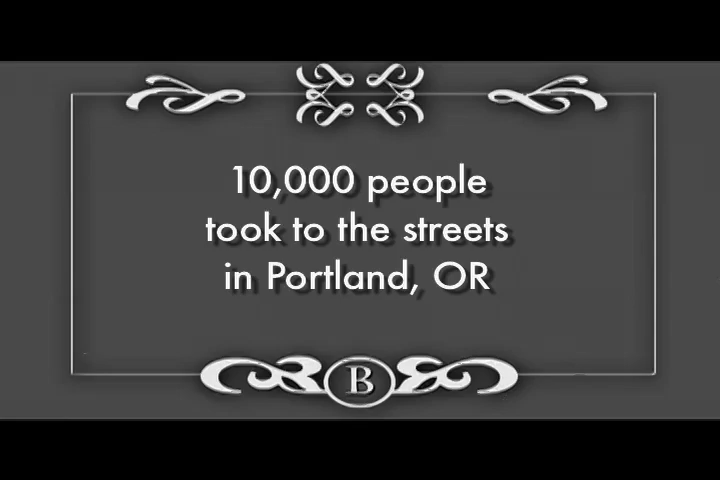 10,000 people
took to the streets
in Portland, OR
B